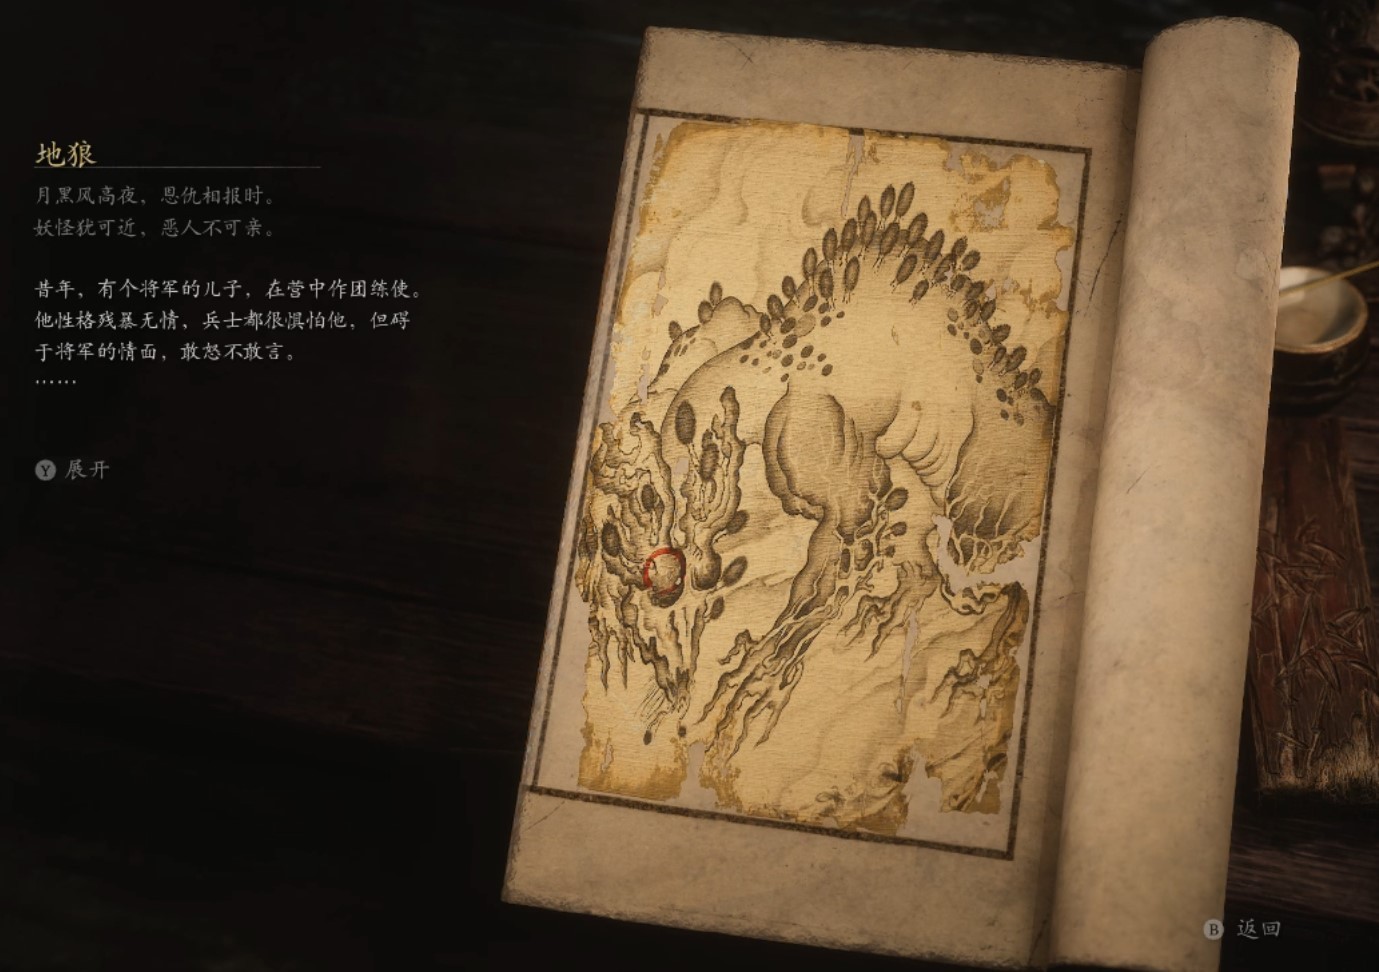 地狼
月黑风高夜，恩仇相报时。
妖怪犹可近，恶人不可亲。
昔年，有个将军的儿子，在营中作团练使。
他性格残暴无情，兵士都很惧怕他，但碍
于将军的情面，敢怒不敢言。
……
Y 展开
B 返回